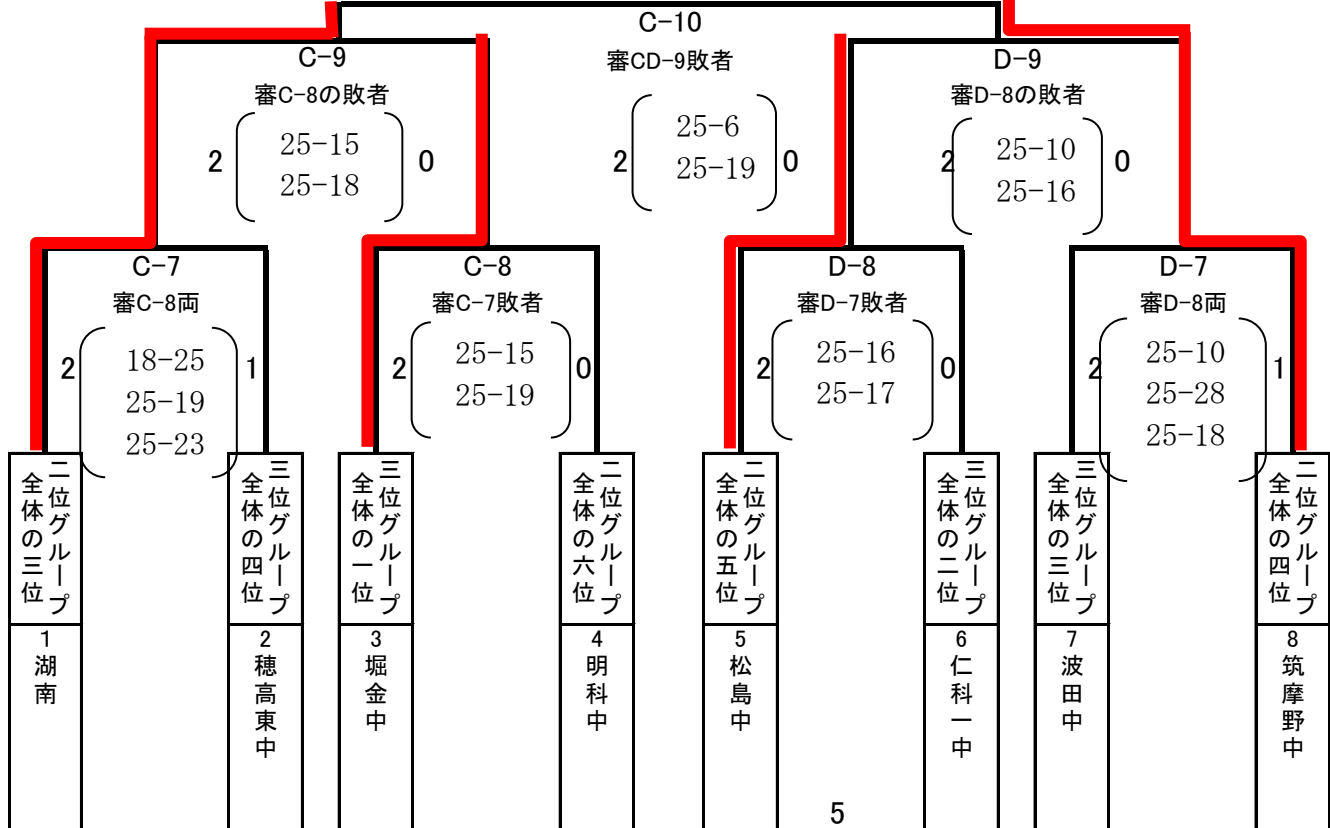 C-10
審CD-9敗者
2
25-6
25-19
0
C-9
審C-8の敗者
2
25-15
25-18
0
D-9
審D-8の敗者
2
25-10
25-16
0
C-7
審C-8両
2
18-25
25-19
25-23
1
C-8
審C-7敗者
2
25-15
25-19
0
D-8
審D-7敗者
2
25-16
25-17
0
D-7
審D-8両
2
25-10
25-28
25-18
1
二位グループ
全体の三位
三位グループ
全体の四位
三位グループ
全体の一位
二位グループ
全体の六位
二位グループ
全体の五位
三位グループ
全体の二位
三位グループ
全体の三位
二位グループ
全体の四位
1
湖南
2
穂高東中
3
堀金中
4
明科中
5
松島中
6
仁科一中
7
波田中
8
筑摩野中
5